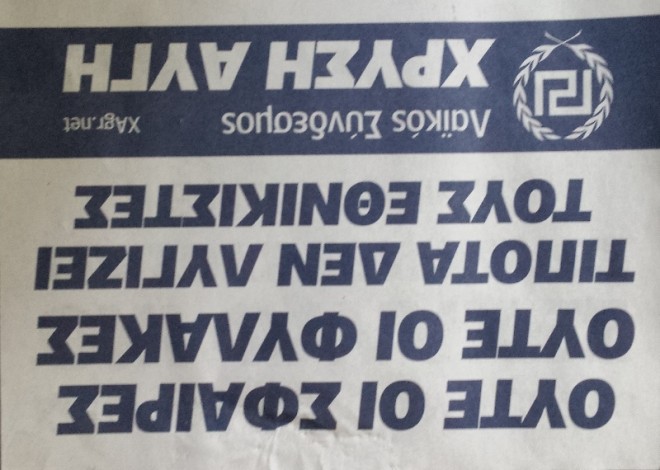 ΟΥΤΕ ΟΙ ΣΦΑΙΡΕΣ
ΟΥΤΕ ΟΙ ΦΥΛΑΚΕΣ
ΤΙΠΟΤΑ ΔΕΝ ΛΥΓΙΖΕΙ
ΤΟΥΣ ΕΘΝΙΚΙΣΤΕΣ
Λαϊκός Σύνδεσμος XAgr.net
ΧΡΥΣΗ ΑΥΓΗ